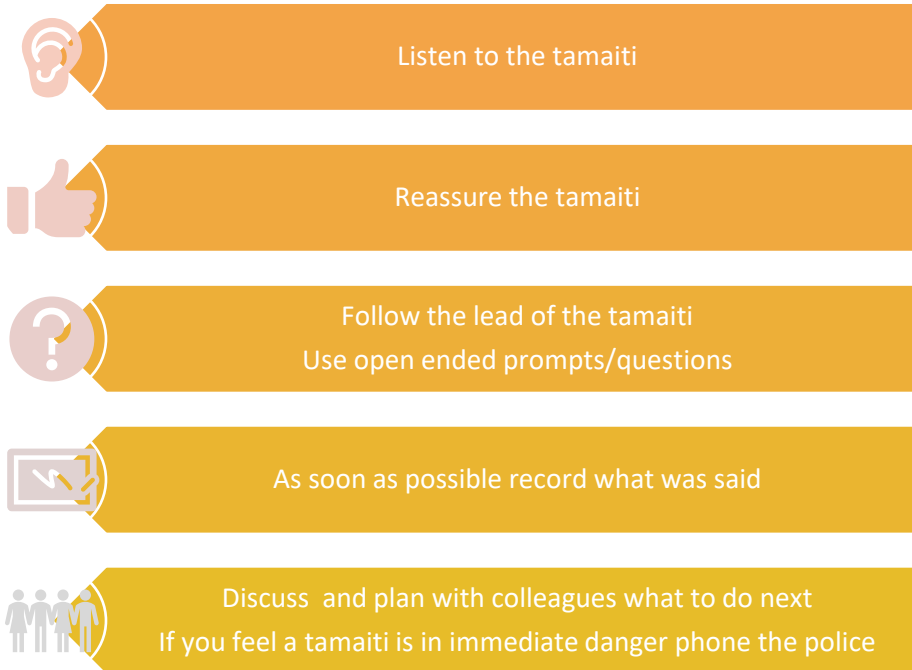 Listen to the tamaiti
Reassure the tamaiti
Follow the lead of the tamaiti
Use open ended prompts/questions
As soon as possible record what was said
Discuss  and plan with colleagues what to do next
If you feel a tamaiti is in immediate danger phone the police